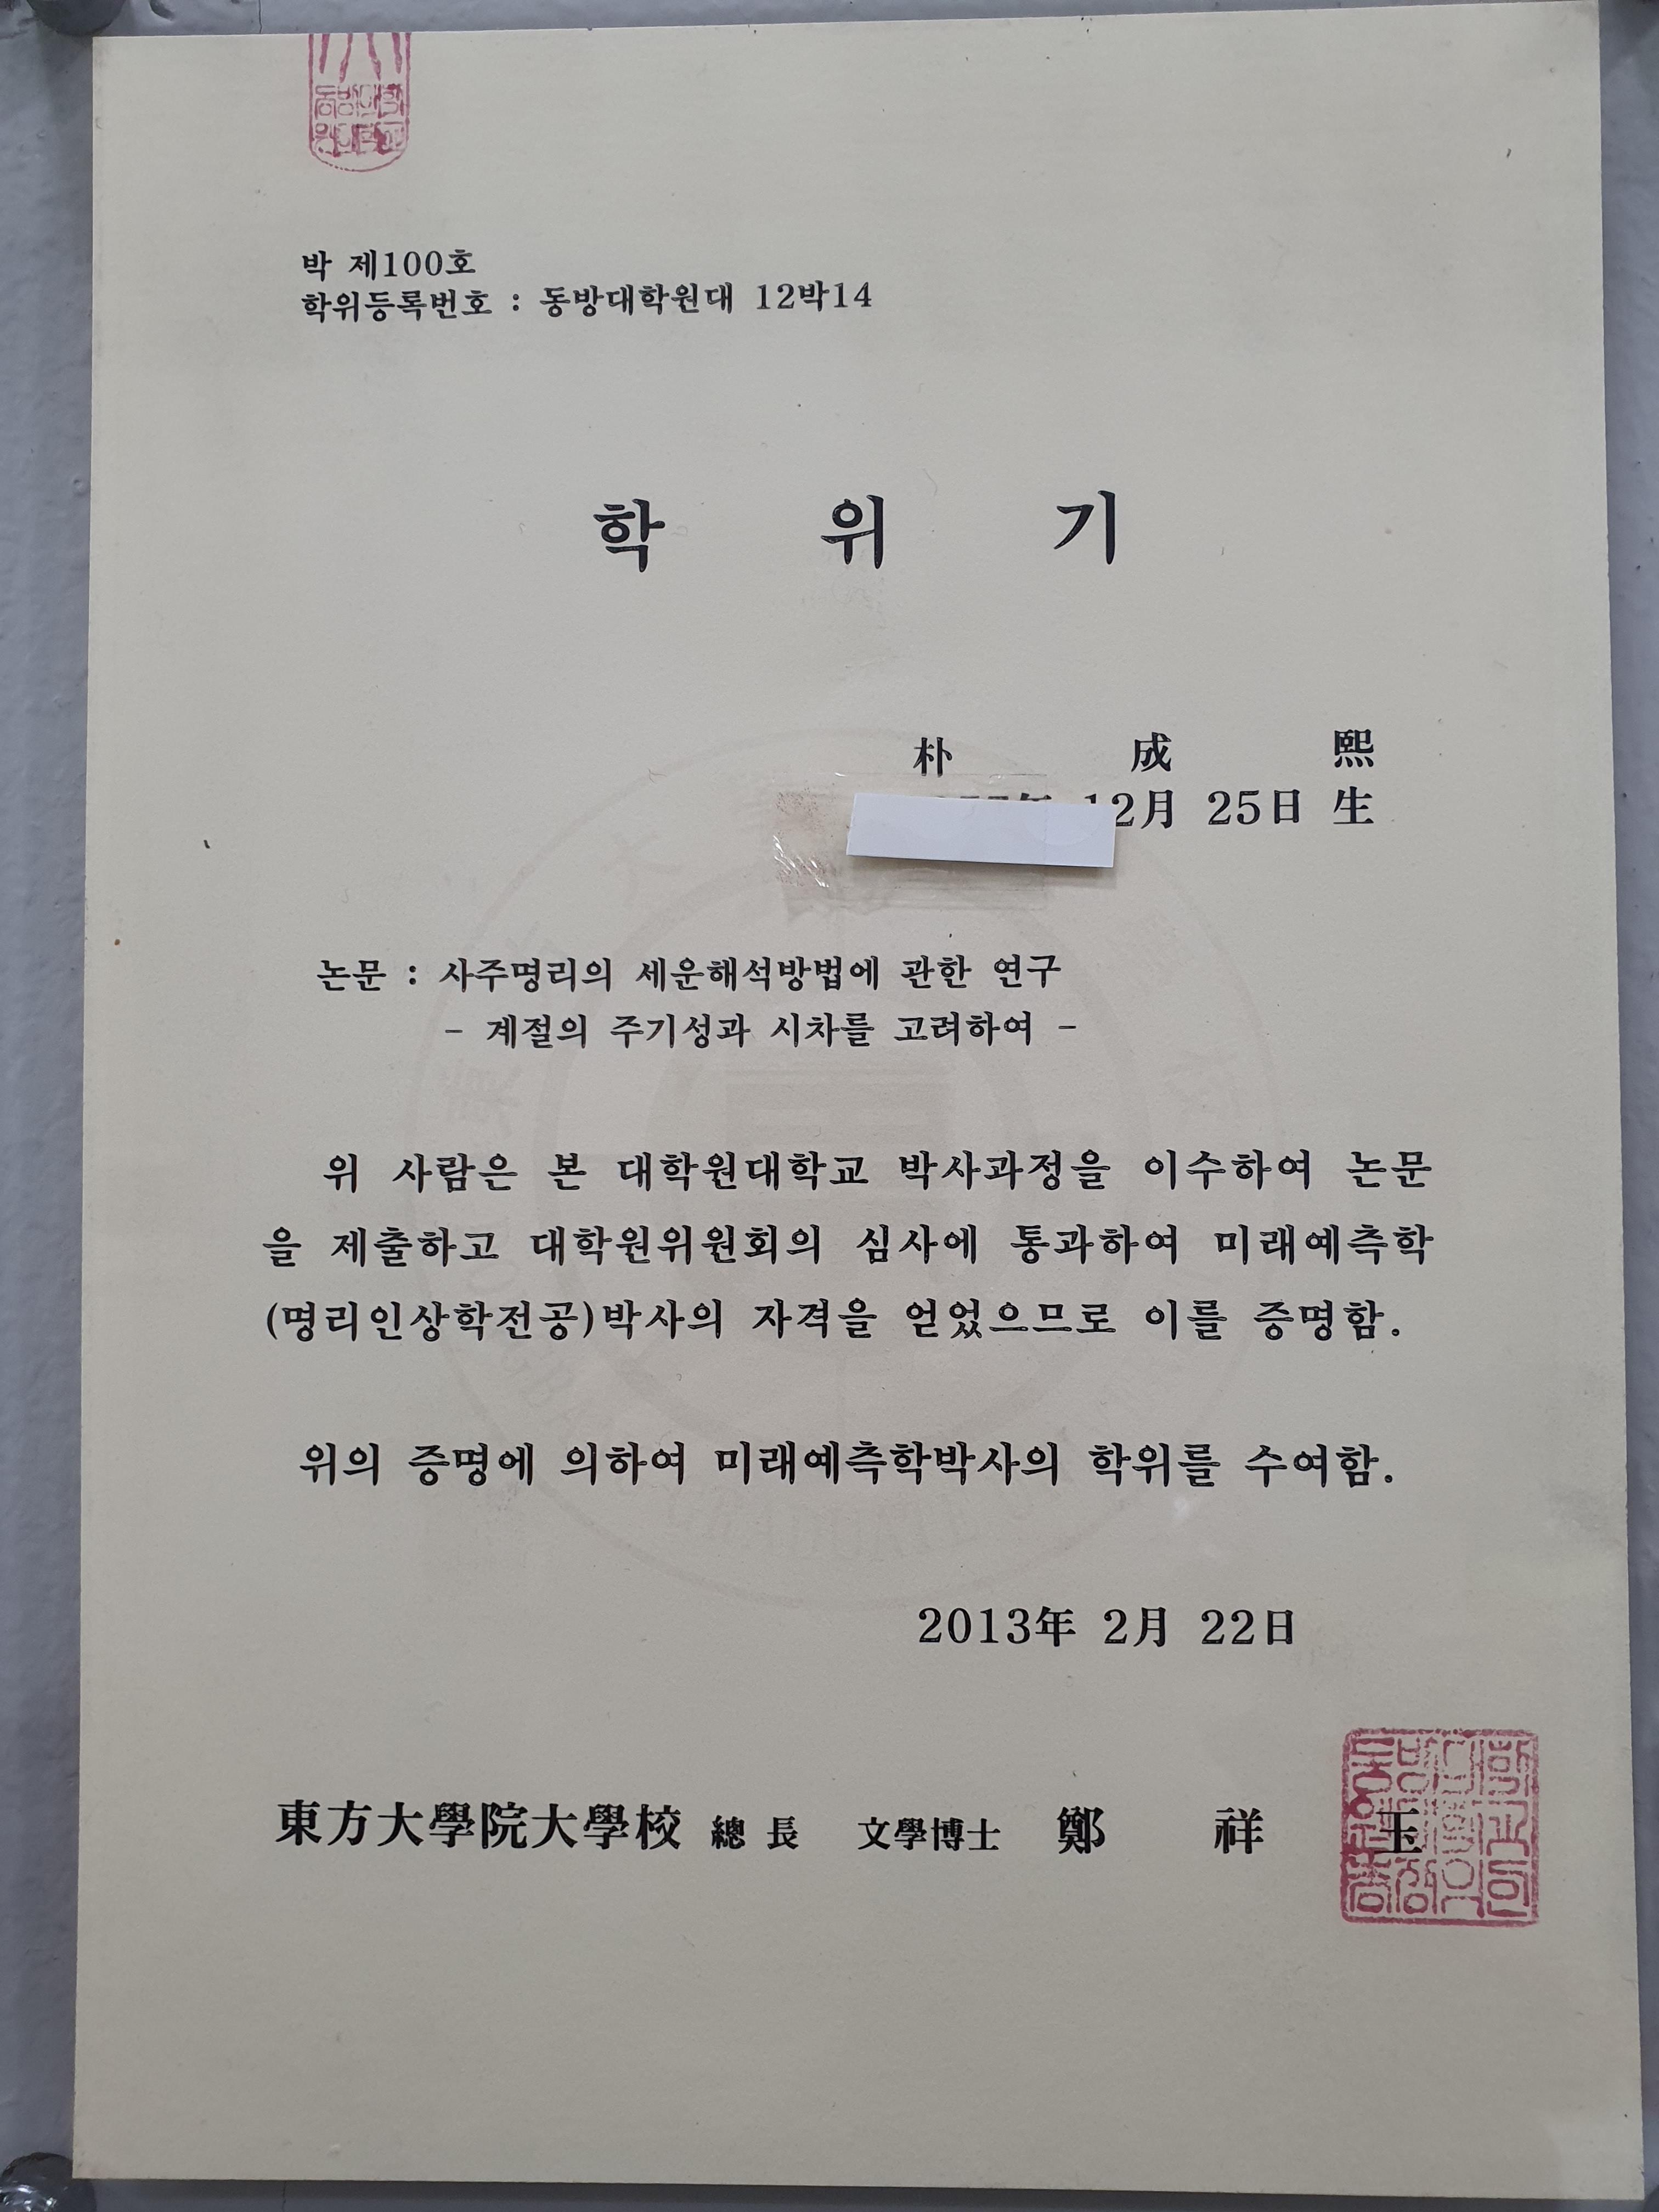 박 제100호
학위등록번호 : 동방대학원대 12박14
학 위 기
朴 成 熙
12月 25日 生
논문 : 사주명리의 세운해석방법에 관한 연구
- 계절의 주기성과 시차를 고려하여 -
위 사람은 본 대학원대학교 박사과정을 이수하여 논문
을 제출하고 대학원위원회의 심사에 통과하여 미래예측학
(명리인상학전공)박사의 자격을 얻었으므로 이를 증명함.
위의 증명에 의하여 미래예측학박사의 학위를 수여함.
2013年 2月 22日
東方大學院大學校 總 長 文學博士 鄭 祥 玉